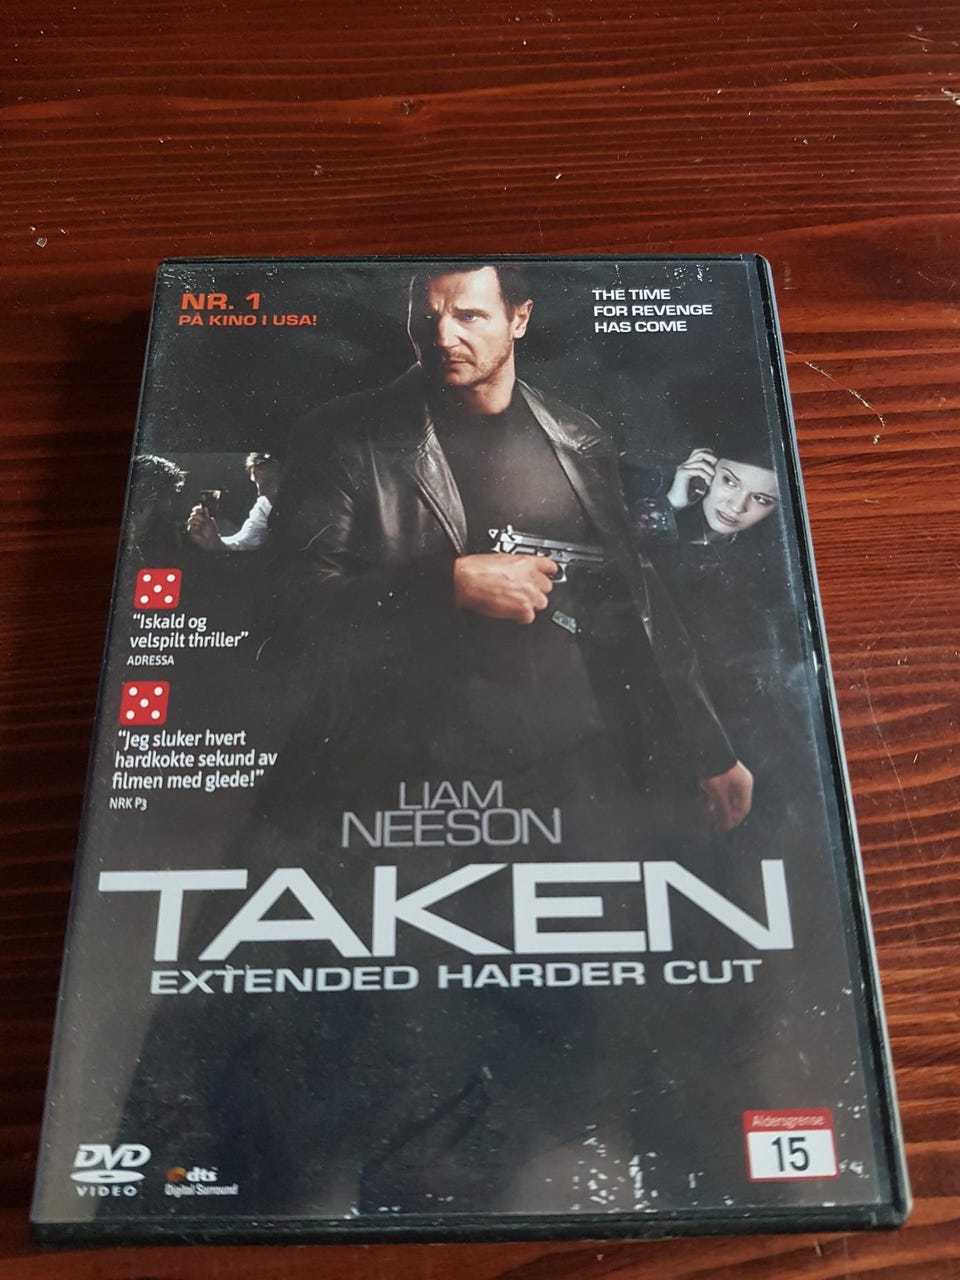 NR. 1
PÅ KINO I USA!
THE TIME
FOR REVENGE
HAS COME
"Iskald og
velspilt thriller"
ADRESSA
"Jeg sluker hvert
hardkokte sekund av
filmen med glede!"
NRK P3
LIAM
NEESON
TAKEN
EXTENDED HARDER CUT
DVD
VIDEO
dts
Digital Surround
Aldersgrense
15